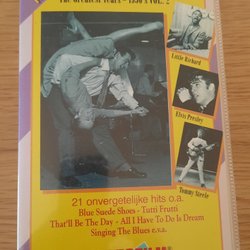 The Greatest Years - 1950's VOL. 2
Little Richard
Elvis Presley
Tommy Steele
21 onvergetelijke hits o.a.
Blue Suede Shoes - Tutti Frutti
That'll Be The Day - All I Have To Do Is Dream
Singing The Blues e.v.a.